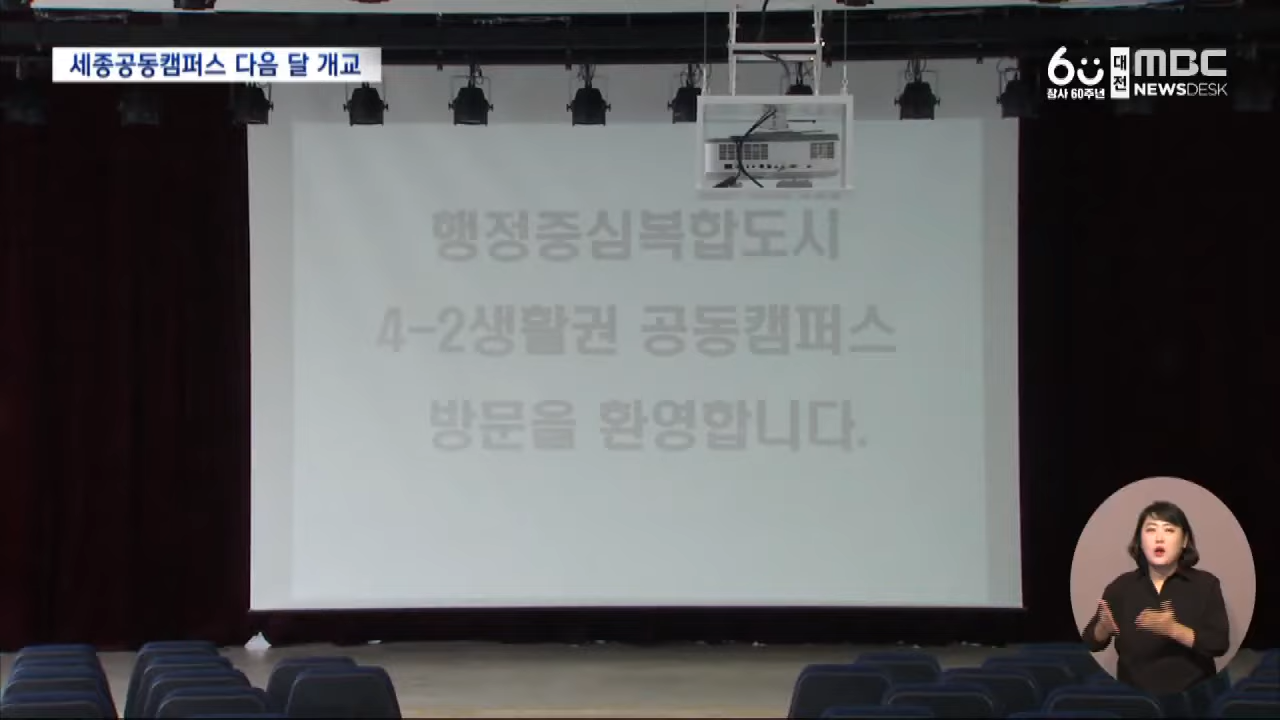 세종공동캠퍼스 다음 달 개교
60
창사 60주년
대전
MBC
NEWSDESK
행정중심복합도시
4-2생활권 공동캠퍼스
방문을 환영합니다.